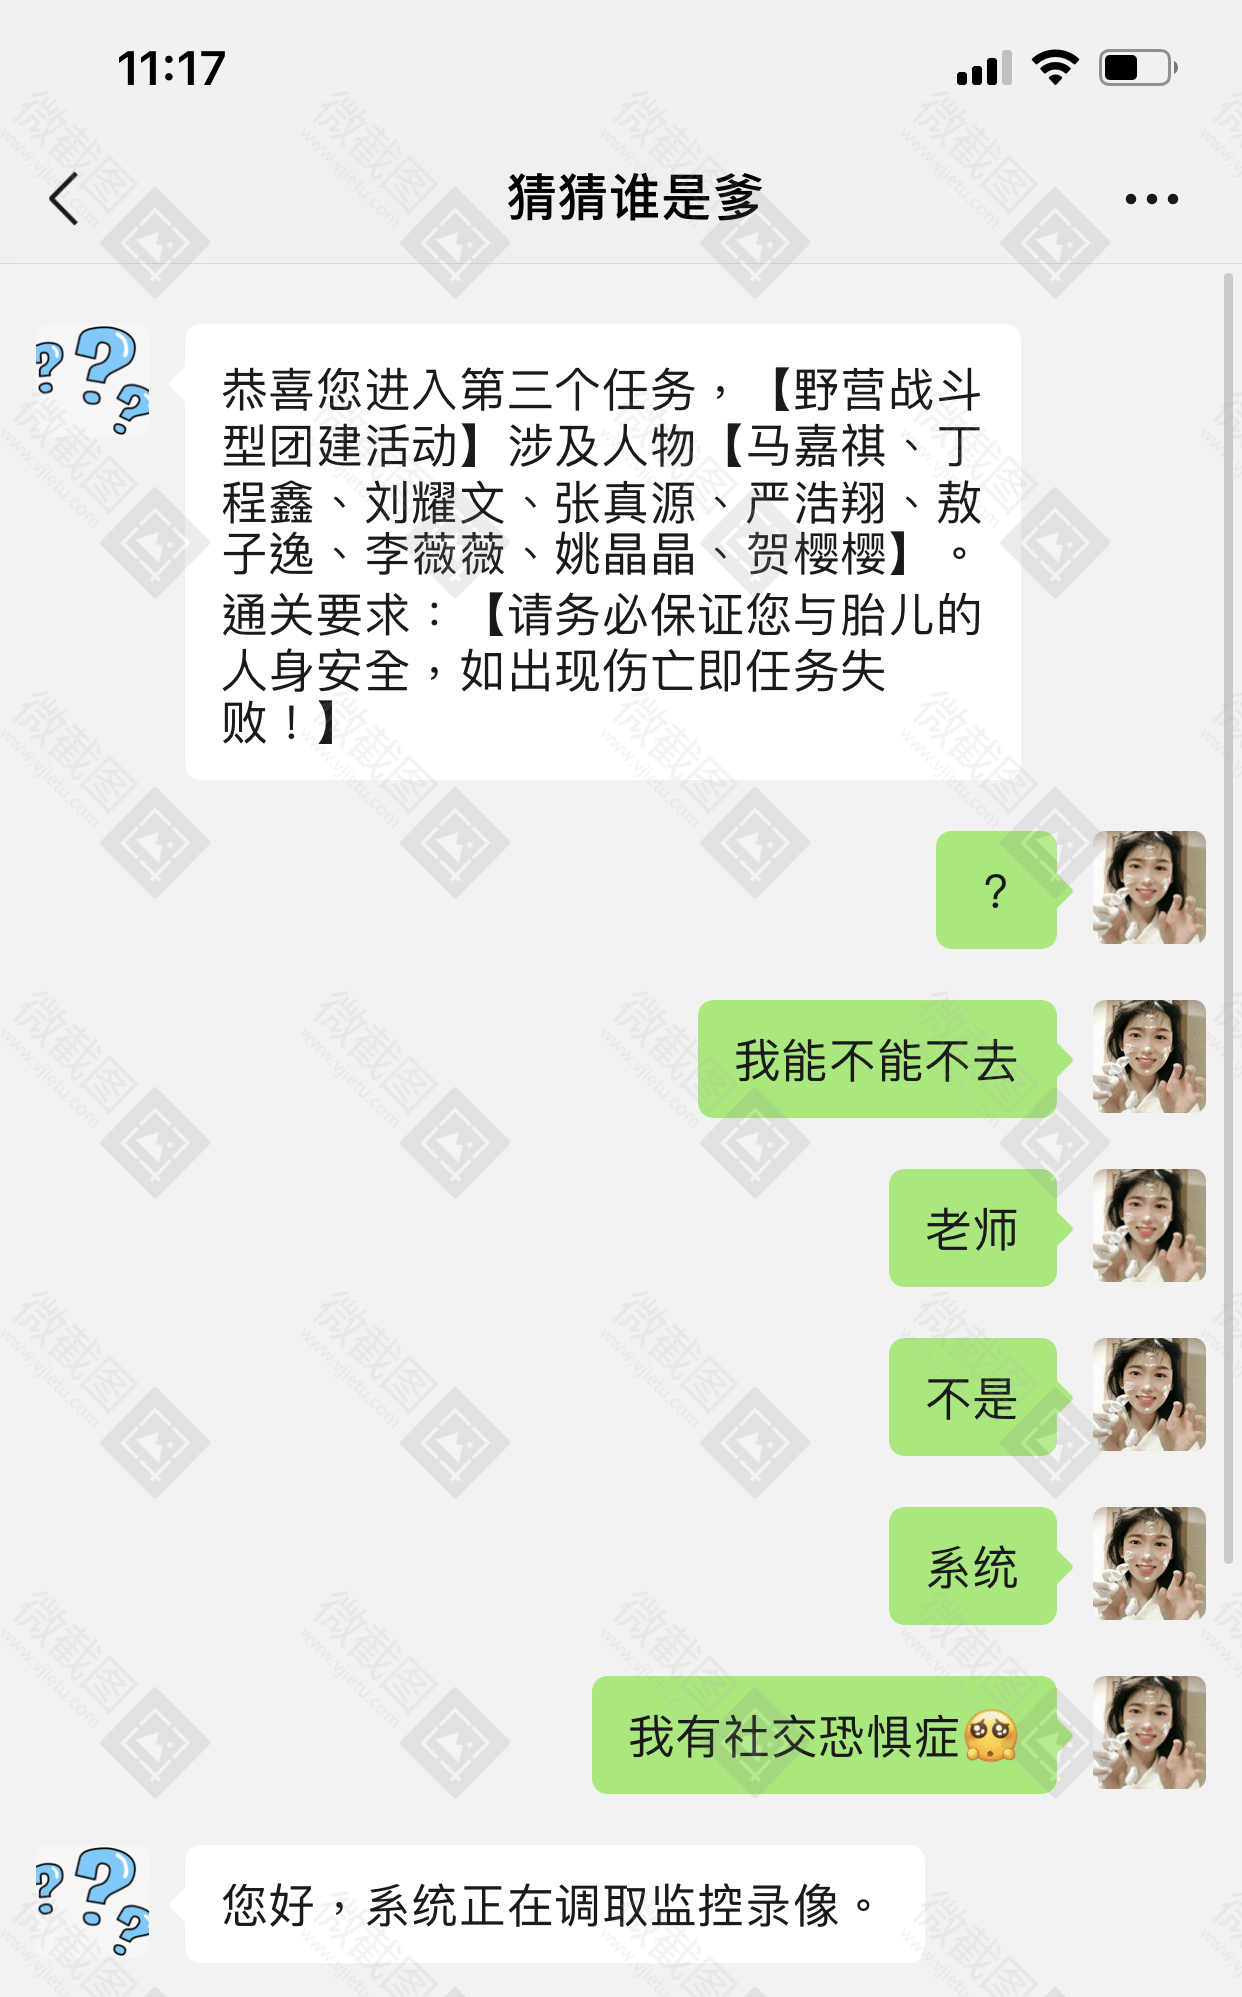 11:17
猜猜谁是爹
恭喜您进入第三个任务，【野营战斗
型团建活动】涉及人物【马嘉祺、丁
程鑫、刘耀文、张真源、严浩翔、敖
子逸、李薇薇、姚晶晶、贺樱樱】。
通关要求：【请务必保证您与胎儿的
人身安全，如出现伤亡即任务失
败！】
?
我能不能不去
老师
不是
系统
我有社交恐惧症🥺
您好，系统正在调取监控录像。
微截图
www.vjietu.com